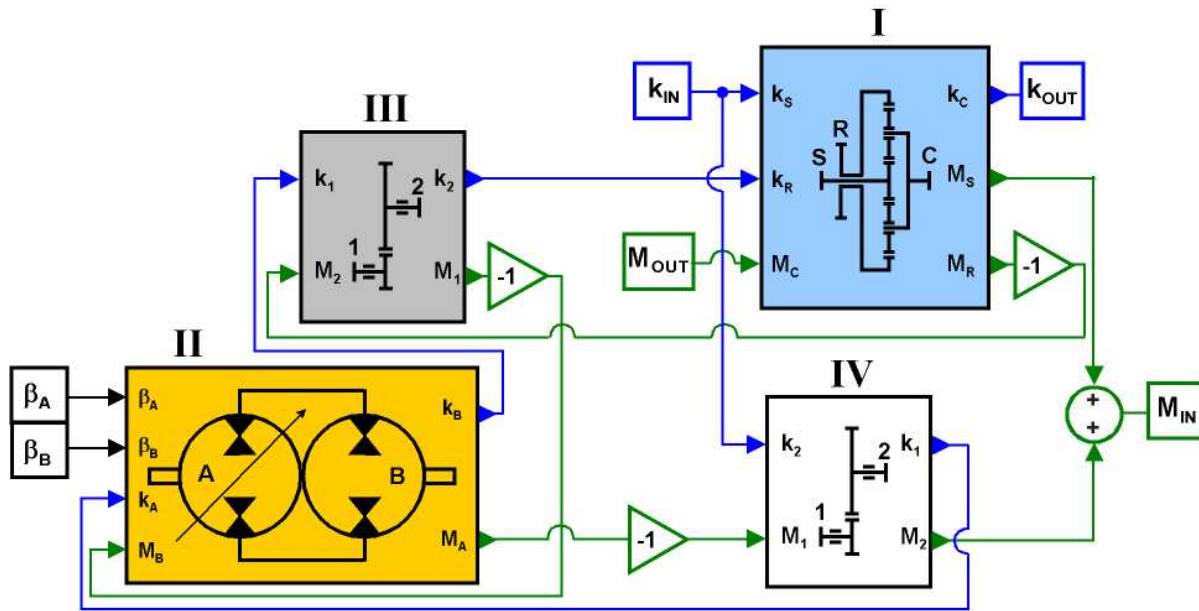 I
k_IN
k_S
k_C
k_OUT
III
R
S
C
k_1
k_2
2
k_R
M_S
1
M_2
M_1
-1
M_OUT
M_C
M_R
-1
II
IV
β_A
β_A
k_B
M_IN
β_B
β_B
A
B
+
+
k_2
k_1
2
k_A
M_B
M_A
-1
M_1
1
M_2